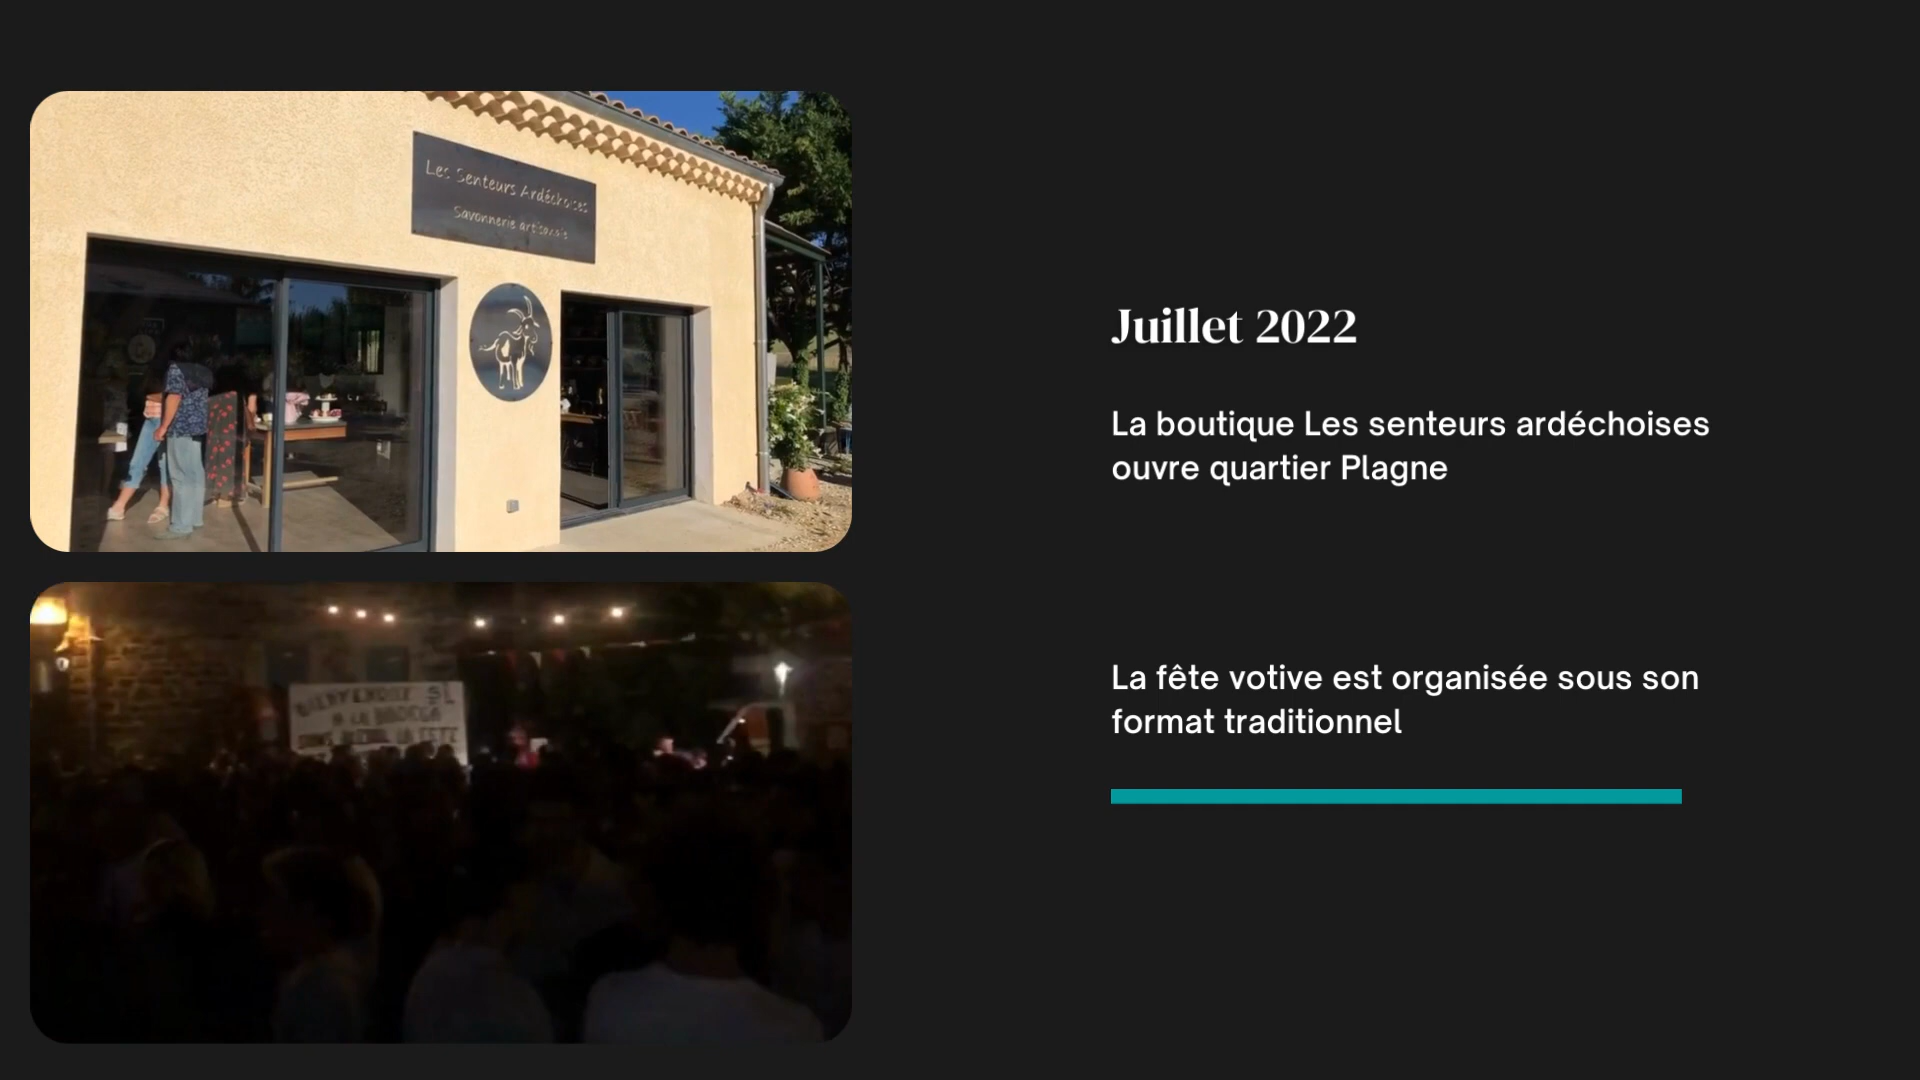 Les Senteurs Ardéchoises
Savonnerie artisanale
Juillet 2022
La boutique Les senteurs ardéchoises
ouvre quartier Plagne
La fête votive est organisée sous son
format traditionnel